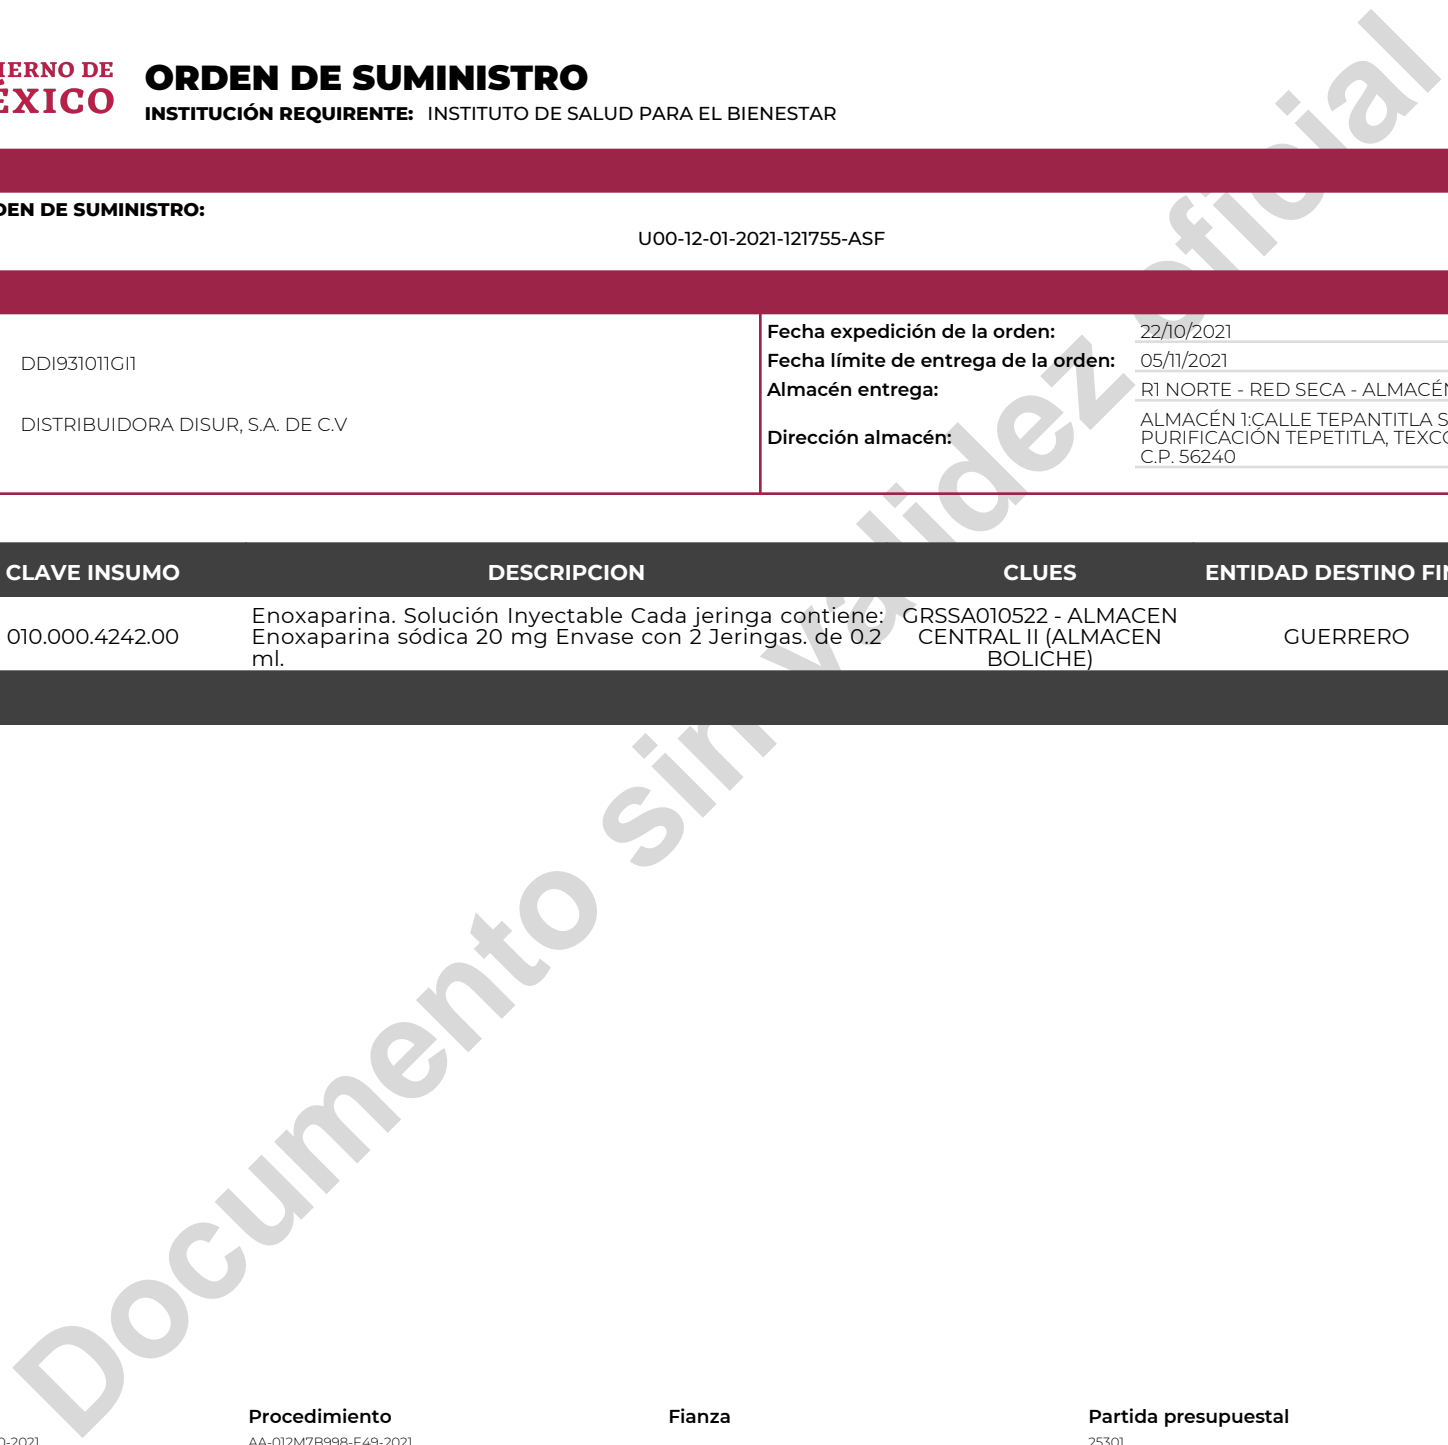 ORDEN DE SUMINISTRO
INSTITUCIÓN REQUIRENTE: INSTITUTO DE SALUD PARA EL BIENESTAR
DE
DE SUMINISTRO:
U00-12-01-2021-121755-ASF
DDI931011GI1
DISTRIBUIDORA DISUR, S.A. DE C.V
Fecha expedición de la orden: 22/10/2021
Fecha límite de entrega de la orden: 05/11/2021
Almacén entrega: R1 NORTE - RED SECA - ALMACÉN
Dirección almacén: ALMACÉN 1:CALLE TEPANTITLA
PURIFICACIÓN TEPETITLA,
C.P. 56240
CLAVE INSUMO DESCRIPCION CLUES ENTIDAD DESTINO
010.000.4242.00
Enoxaparina. Solución Inyectable Cada jeringa contiene:
Enoxaparina sódica 20 mg Envase con 2 Jeringas. de 0.2
ml.
GRSSA010522 - ALMACEN
CENTRAL II (ALMACEN
BOLICHE)
GUERRERO
Documento sin validez oficial
Procedimiento Fianza Partida presupuestal
AA-012M7B998-E49-2021 25301